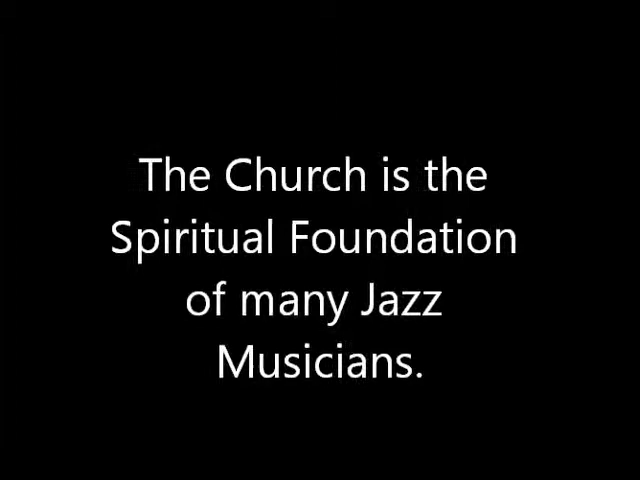 The Church is the
Spiritual Foundation
of many Jazz
Musicians.